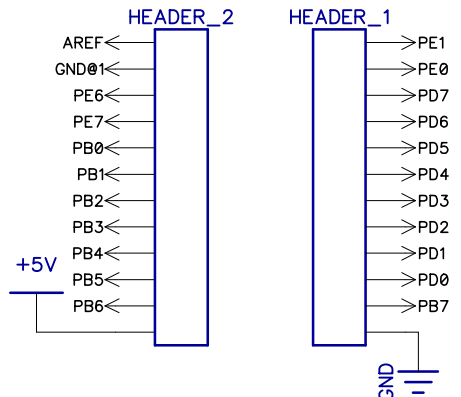 HEADER_2
HEADER_1
AREF
GND@1
PE6
PE7
PB0
PB1
PB2
PB3
PB4
PB5
PB6
+5V
PE1
PE0
PD7
PD6
PD5
PD4
PD3
PD2
PD1
PD0
PB7
GND